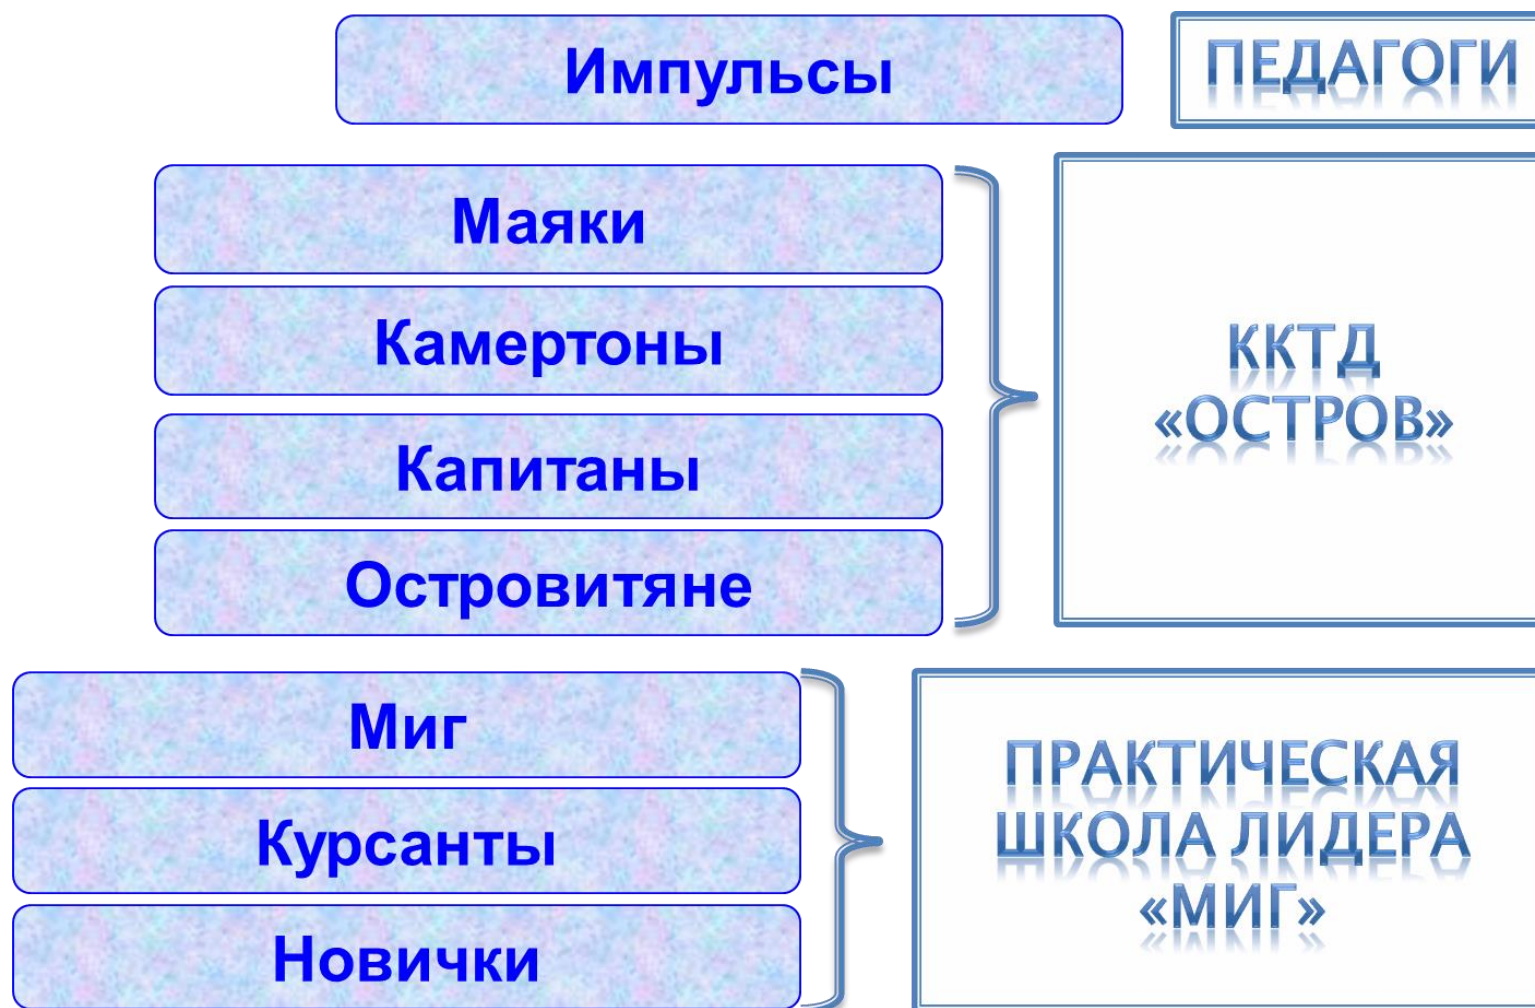 Импульсы
ПЕДАГОГИ
Маяки
Камертоны
Капитаны
Островитяне
ККТД
«ОСТРОВ»
Миг
Курсанты
Новички
ПРАКТИЧЕСКАЯ
ШКОЛА ЛИДЕРА
«МИГ»